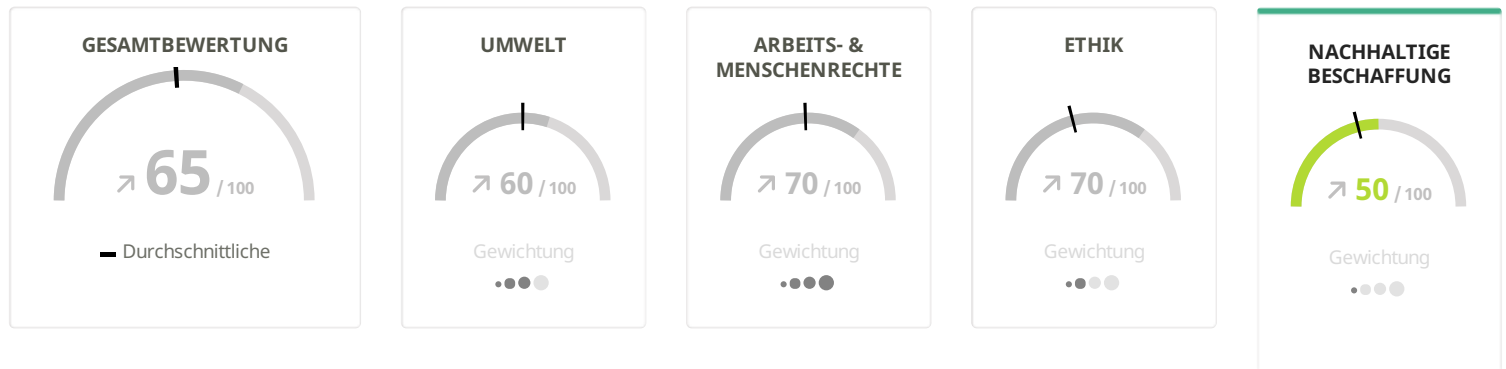 GESAMTBEWERTUNG
65 / 100
Durchschnittliche
UMWELT
60 / 100
Gewichtung
ARBEITS- &
MENSCHENRECHTE
70 / 100
Gewichtung
ETHIK
70 / 100
Gewichtung
NACHHALTIGE
BESCHAFFUNG
50 / 100
Gewichtung